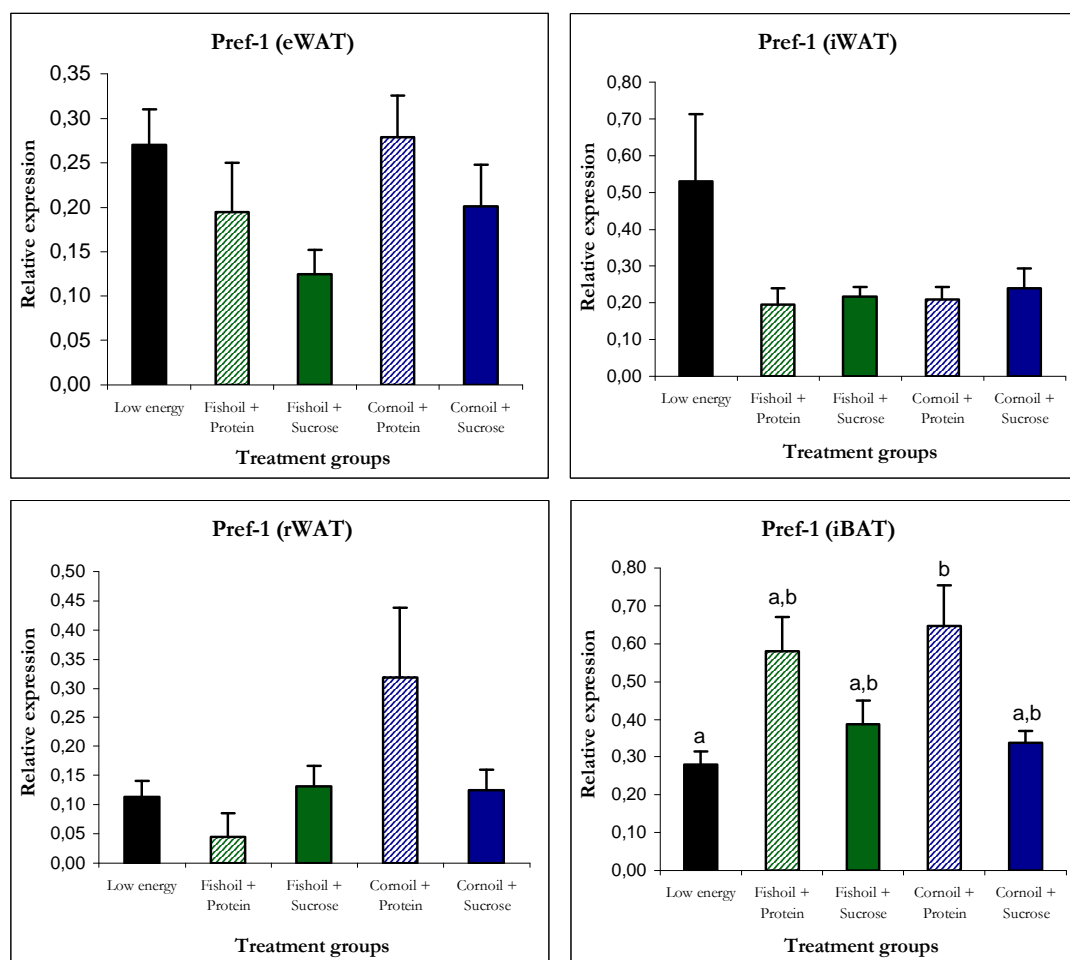 Pref-1 (eWAT)
Relative expression
0,35
0,30
0,25
0,20
0,15
0,10
0,05
0,00
Low energy Fishoil + Fishoil + Cornoil + Cornoil +
Protein Sucrose Protein Sucrose
Treatment groups
Pref-1 (iWAT)
Relative expression
0,80
0,70
0,60
0,50
0,40
0,30
0,20
0,10
0,00
Low energy Fishoil + Fishoil + Cornoil + Cornoil +
Protein Sucrose Protein Sucrose
Treatment groups
Pref-1 (rWAT)
Relative expression
0,50
0,45
0,40
0,35
0,30
0,25
0,20
0,15
0,10
0,05
0,00
Low energy Fishoil + Fishoil + Cornoil + Cornoil +
Protein Sucrose Protein Sucrose
Treatment groups
Pref-1 (iBAT)
Relative expression
0,80
0,70
0,60
0,50
0,40
0,30
0,20
0,10
0,00
a a,b a,b b a,b
Low energy Fishoil + Fishoil + Cornoil + Cornoil +
Protein Sucrose Protein Sucrose
Treatment groups